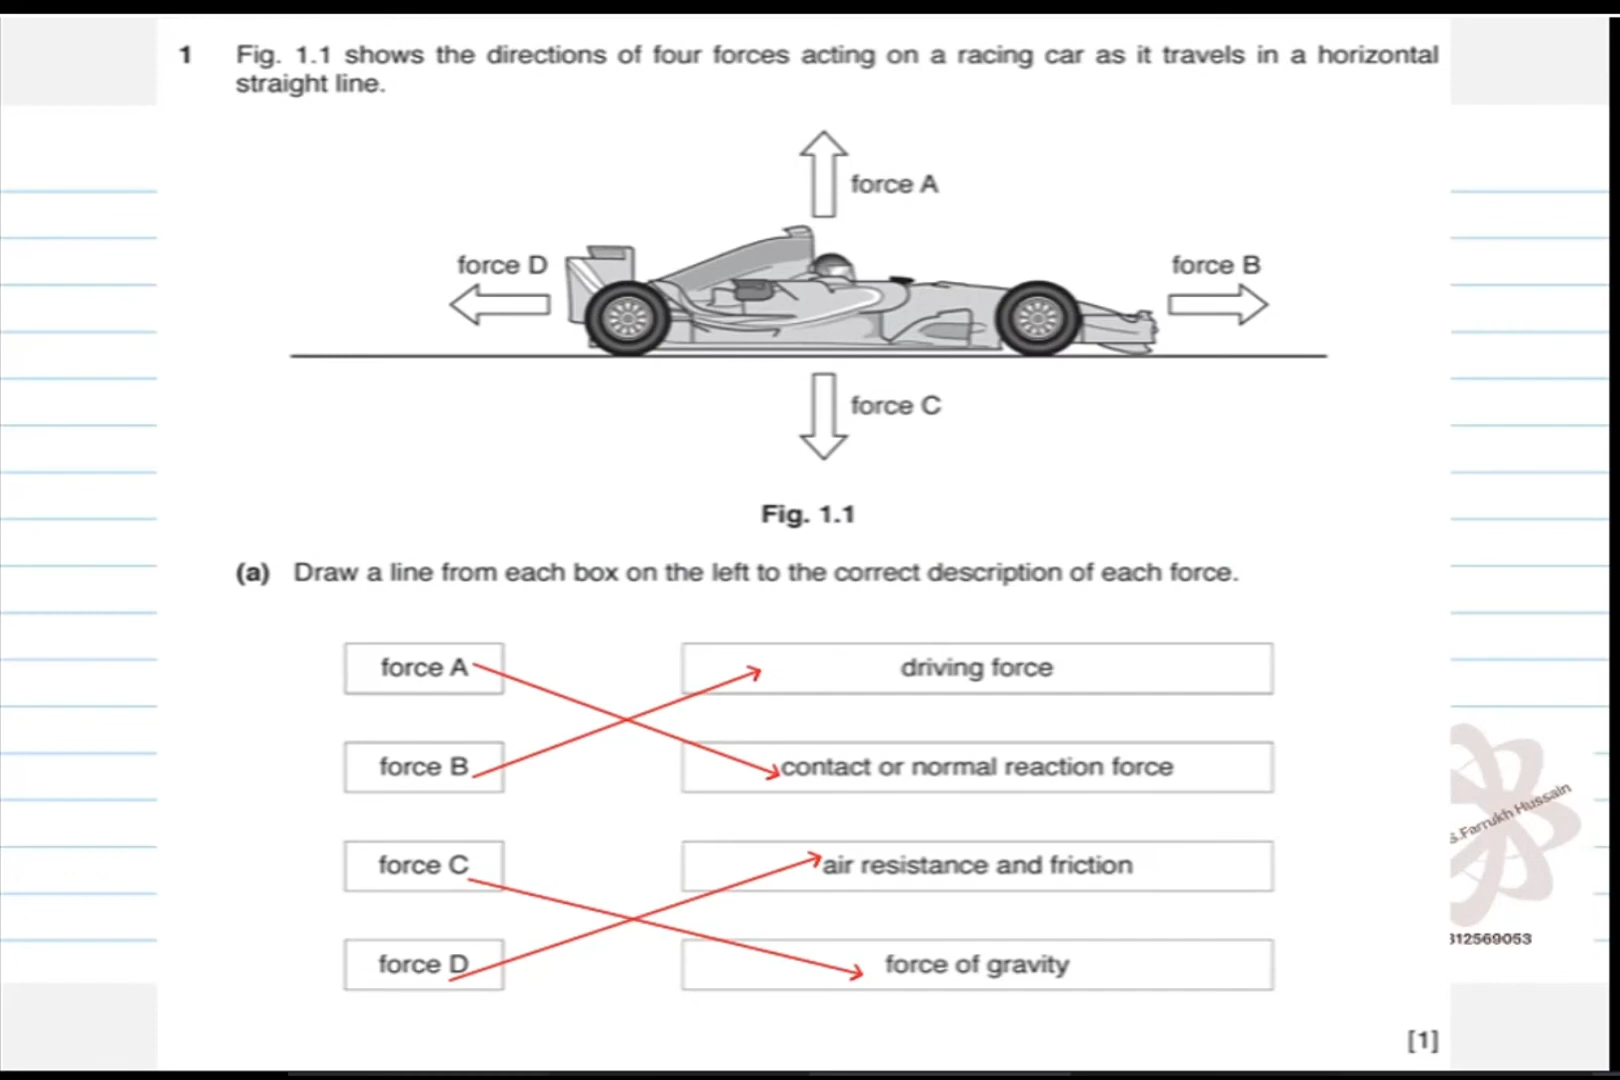 1 Fig. 1.1 shows the directions of four forces acting on a racing car as it travels in a horizontal
straight line.
force A
force D
force B
force C
Fig. 1.1
(a) Draw a line from each box on the left to the correct description of each force.
force A
driving force
force B
contact or normal reaction force
force C
air resistance and friction
force D
force of gravity
[1]
s.Farrukh Hussain
312569053